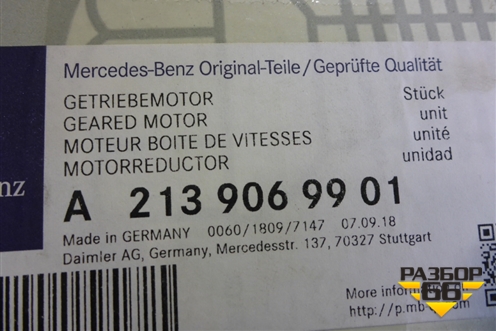 Mercedes-Benz Original-Teile/Geprüfte Qualität
GETRIEBEMOTOR Stück
GEARED MOTOR unit
MOTEUR BOITE DE VITESSES unité
MOTORREDUCTOR unidad
nz
A 213 906 99 01
Made in GERMANY 0060/1809/7147 07.09.18
Daimler AG, Germany, Mercedesstr. 137, 70327 Stuttgart
More
http://p.mb
РАЗБОР
66